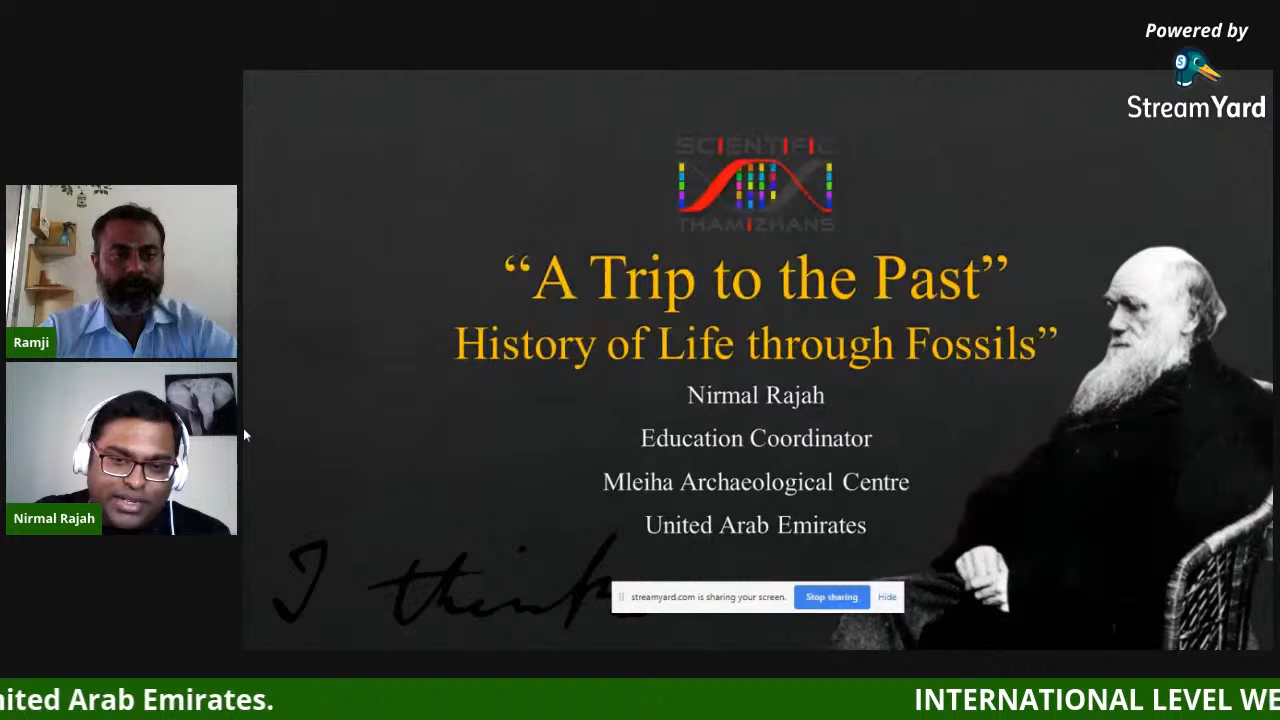 Powered by
StreamYard
SCIENTIFIC
THAMIZHANS
“A Trip to the Past”
History of Life through Fossils”
Nirmal Rajah
Education Coordinator
Mleiha Archaeological Centre
United Arab Emirates
I think
streamyard.com is sharing your screen. Stop sharing Hide
Ramji
Nirmal Rajah
nited Arab Emirates. INTERNATIONAL LEVEL WE